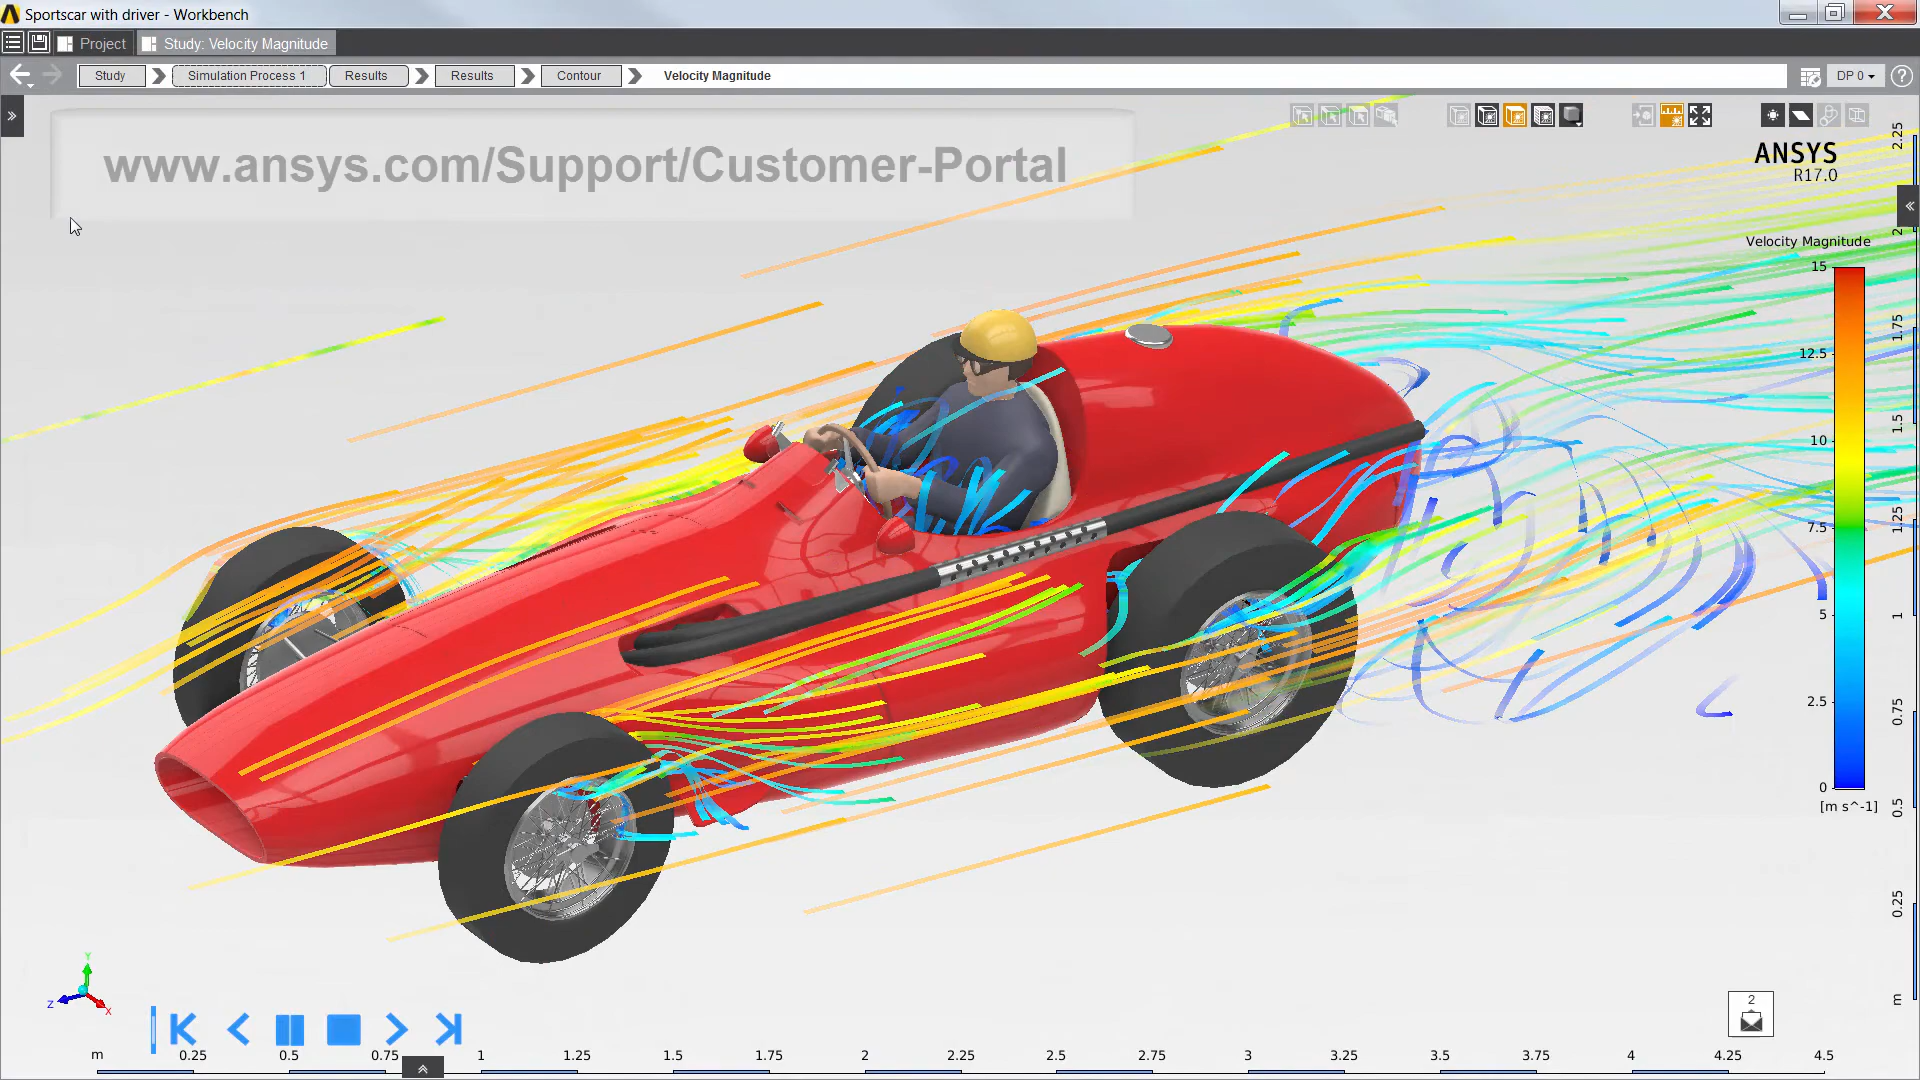 Sportscar with driver - Workbench
Project
Study: Velocity Magnitude
Study
Simulation Process 1
Results
Results
Contour
Velocity Magnitude
DP 0
?
www.ansys.com/Support/Customer-Portal
ANSYS
R17.0
Velocity Magnitude
15
12.5
10
7.5
5
2.5
0
[m s^-1]
2.25
2
1.75
1.5
1.25
1
0.75
0.5
0.25
m
Y
Z
X
2
m
0.25
0.5
0.75
1
1.25
1.5
1.75
2
2.25
2.5
2.75
3
3.25
3.5
3.75
4
4.25
4.5